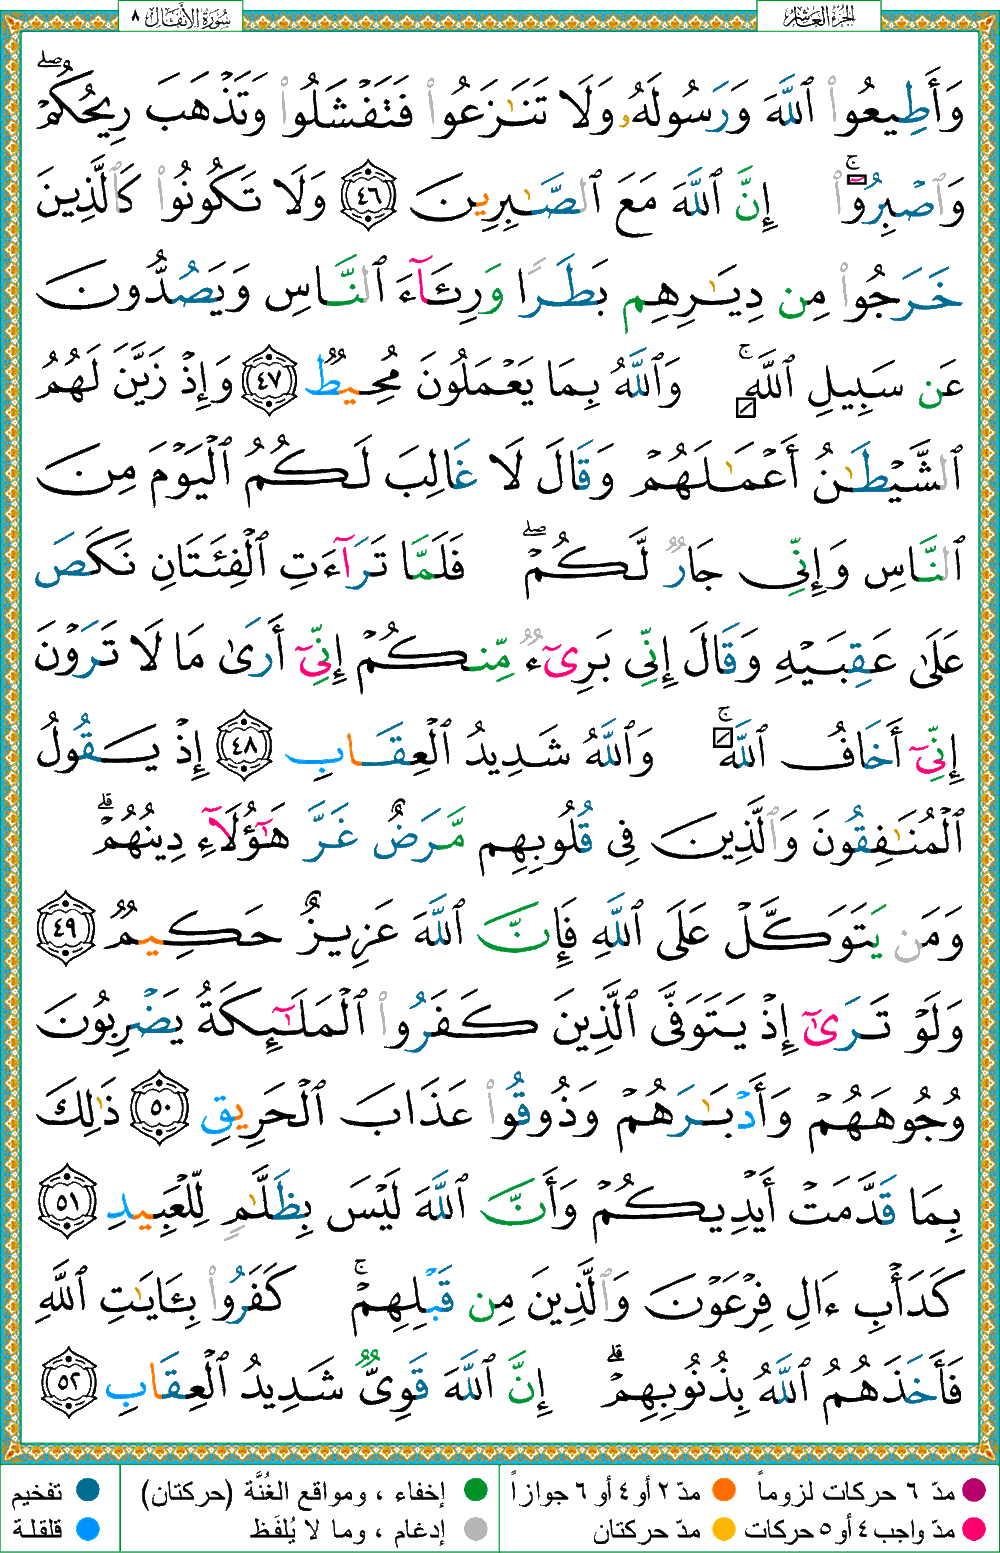 الجزء العاشر
سورة الأنفال ٨
وَأَطِيعُوا۟ ٱللَّهَ وَرَسُولَهُۥ وَلَا تَنَـٰزَعُوا۟ فَتَفْشَلُوا۟ وَتَذْهَبَ رِيحُكُمْ ۖ
وَٱصْبِرُوٓا۟ ۚ إِنَّ ٱللَّهَ مَعَ ٱلصَّـٰبِرِينَ ٤٦ وَلَا تَكُونُوا۟ كَٱلَّذِينَ
خَرَجُوا۟ مِن دِيَـٰرِهِم بَطَرًا وَرِئَآءَ ٱلنَّاسِ وَيَصُدُّونَ
عَن سَبِيلِ ٱللَّهِ ۚ وَٱللَّهُ بِمَا يَعْمَلُونَ مُحِيطٌ ٤٧ وَإِذْ زَيَّنَ لَهُمُ
ٱلشَّيْطَـٰنُ أَعْمَـٰلَهُمْ وَقَالَ لَا غَالِبَ لَكُمُ ٱلْيَوْمَ مِنَ
ٱلنَّاسِ وَإِنِّى جَارٌ لَّكُمْ ۖ فَلَمَّا تَرَآءَتِ ٱلْفِئَتَانِ نَكَصَ
عَلَىٰ عَقِبَيْهِ وَقَالَ إِنِّى بَرِىٓءٌ مِّنكُمْ إِنِّىٓ أَرَىٰ مَا لَا تَرَوْنَ
إِنِّىٓ أَخَافُ ٱللَّهَ ۚ وَٱللَّهُ شَدِيدُ ٱلْعِقَابِ ٤٨ إِذْ يَقُولُ
ٱلْمُنَـٰفِقُونَ وَٱلَّذِينَ فِى قُلُوبِهِم مَّرَضٌ غَرَّ هَـٰٓؤُلَآءِ دِينُهُمْ ۗ
وَمَن يَتَوَكَّلْ عَلَى ٱللَّهِ فَإِنَّ ٱللَّهَ عَزِيزٌ حَكِيمٌ ٤٩
وَلَوْ تَرَىٰٓ إِذْ يَتَوَفَّى ٱلَّذِينَ كَفَرُوا۟ ٱلْمَلَـٰٓئِكَةُ يَضْرِبُونَ
وُجُوهَهُمْ وَأَدْبَـٰرَهُمْ وَذُوقُوا۟ عَذَابَ ٱلْحَرِيقِ ٥٠ ذَٰلِكَ
بِمَا قَدَّمَتْ أَيْدِيكُمْ وَأَنَّ ٱللَّهَ لَيْسَ بِظَلَّـٰمٍ لِّلْعَبِيدِ ٥١
كَدَأْبِ ءَالِ فِرْعَوْنَ وَٱلَّذِينَ مِن قَبْلِهِمْ ۚ كَفَرُوا۟ بِـَٔايَـٰتِ ٱللَّهِ
فَأَخَذَهُمُ ٱللَّهُ بِذُنُوبِهِمْ ۗ إِنَّ ٱللَّهَ قَوِىٌّ شَدِيدُ ٱلْعِقَابِ ٥٢
مدّ ٦ حركات لزوماً مدّ ٢ أو ٤ أو ٦ جوازاً إخفاء ، ومواقع الغُنَّة (حركتان) تفخيم
مدّ واجب ٤ أو ٥ حركات مدّ حركتان إدغام ، وما لا يُلفَظ قلقلة